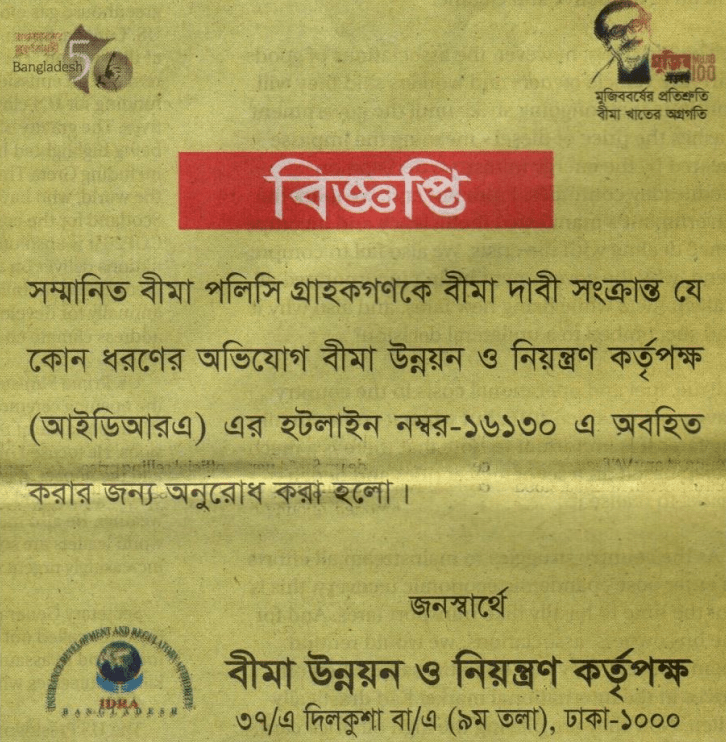 Bangladesh 50
মুজিব MUJIB
100
মুজিববর্ষের প্রতিশ্রুতি
বীমা খাতের অগ্রগতি
বিজ্ঞপ্তি
সম্মানিত বীমা পলিসি গ্রাহকগণকে বীমা দাবী সংক্রান্ত যে
কোন ধরণের অভিযোগ বীমা উন্নয়ন ও নিয়ন্ত্রণ কর্তৃপক্ষ
(আইডিআরএ) এর হটলাইন নম্বর-১৬১৩০ এ অবহিত
করার জন্য অনুরোধ করা হলো।
জনস্বার্থে
INSURANCE DEVELOPMENT AND REGULATORY AUTHORITY
IDRA
BANGLADESH
বীমা উন্নয়ন ও নিয়ন্ত্রণ কর্তৃপক্ষ
৩৭/এ দিলকুশা বা/এ (৯ম তলা), ঢাকা-১০০০